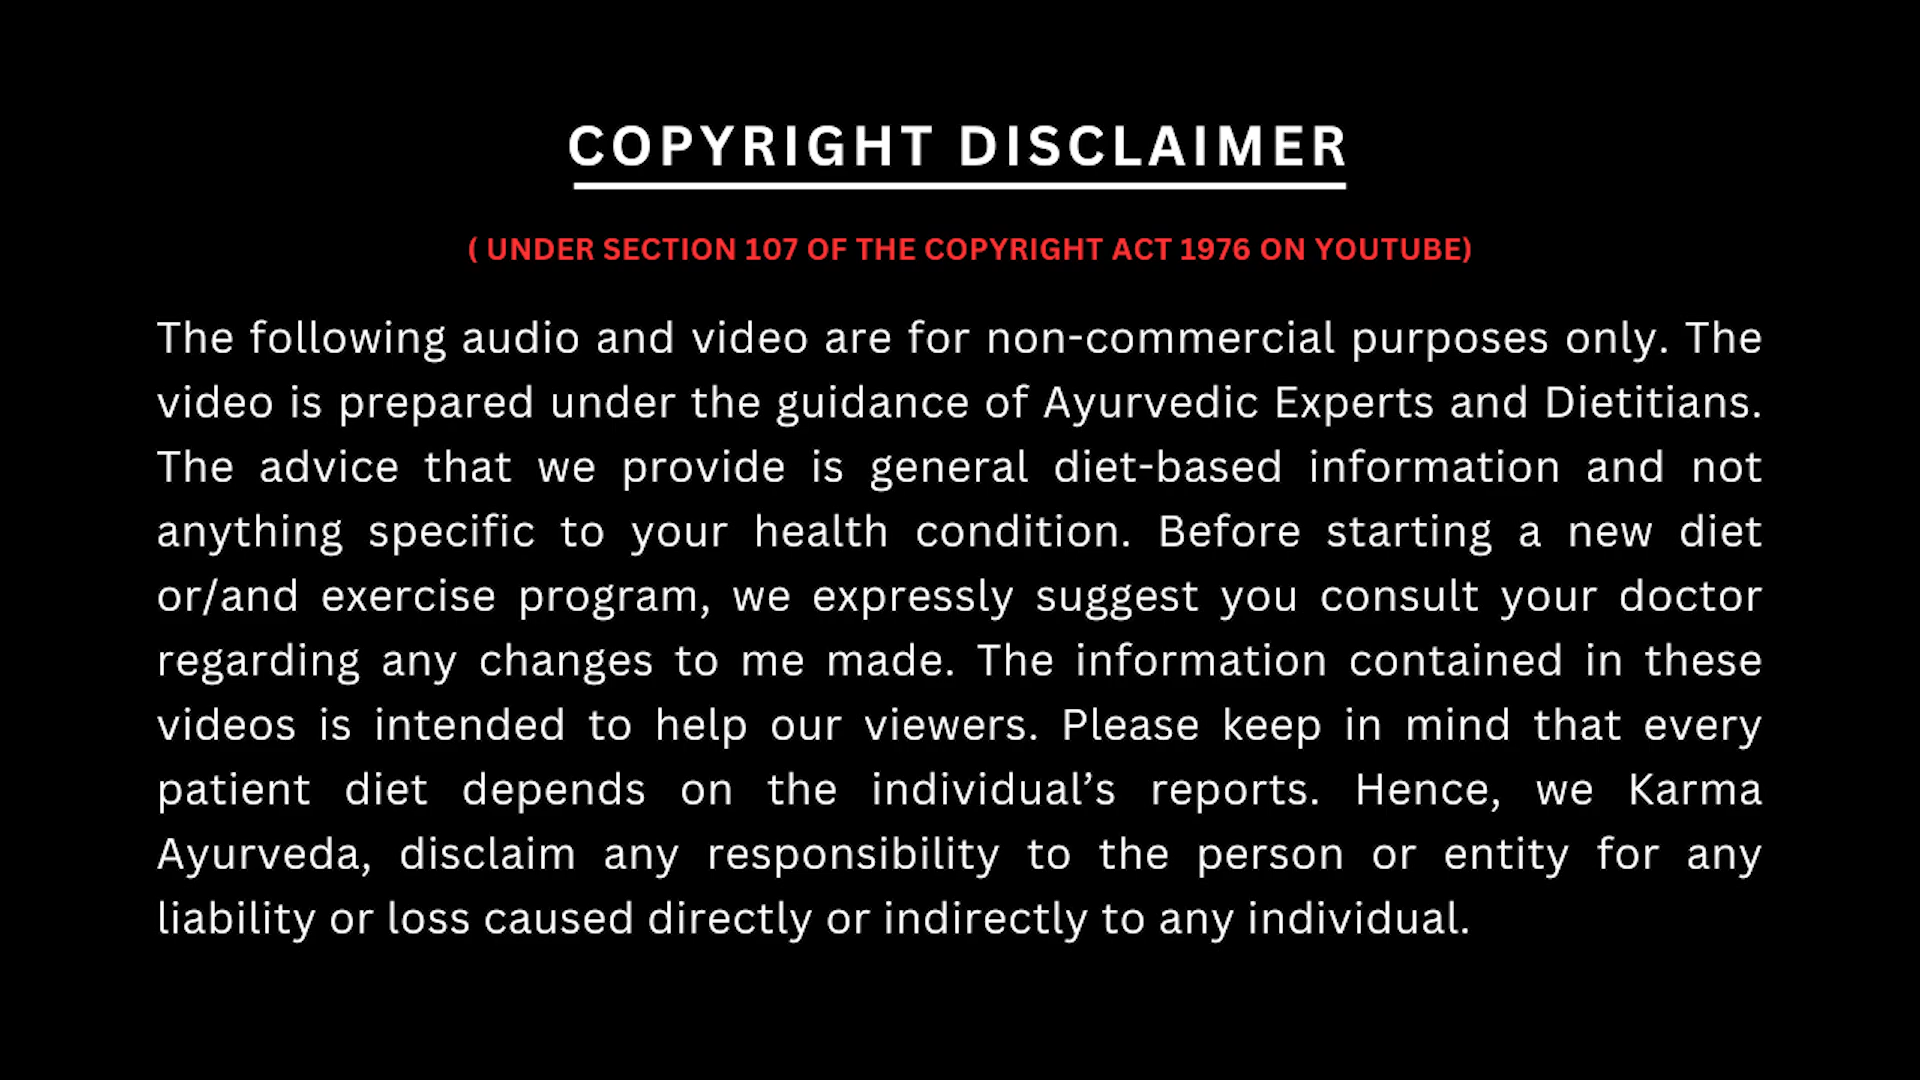 COPYRIGHT DISCLAIMER
( UNDER SECTION 107 OF THE COPYRIGHT ACT 1976 ON YOUTUBE)
The following audio and video are for non-commercial purposes only. The
video is prepared under the guidance of Ayurvedic Experts and Dietitians.
The advice that we provide is general diet-based information and not
anything specific to your health condition. Before starting a new diet
or/and exercise program, we expressly suggest you consult your doctor
regarding any changes to me made. The information contained in these
videos is intended to help our viewers. Please keep in mind that every
patient diet depends on the individual’s reports. Hence, we Karma
Ayurveda, disclaim any responsibility to the person or entity for any
liability or loss caused directly or indirectly to any individual.